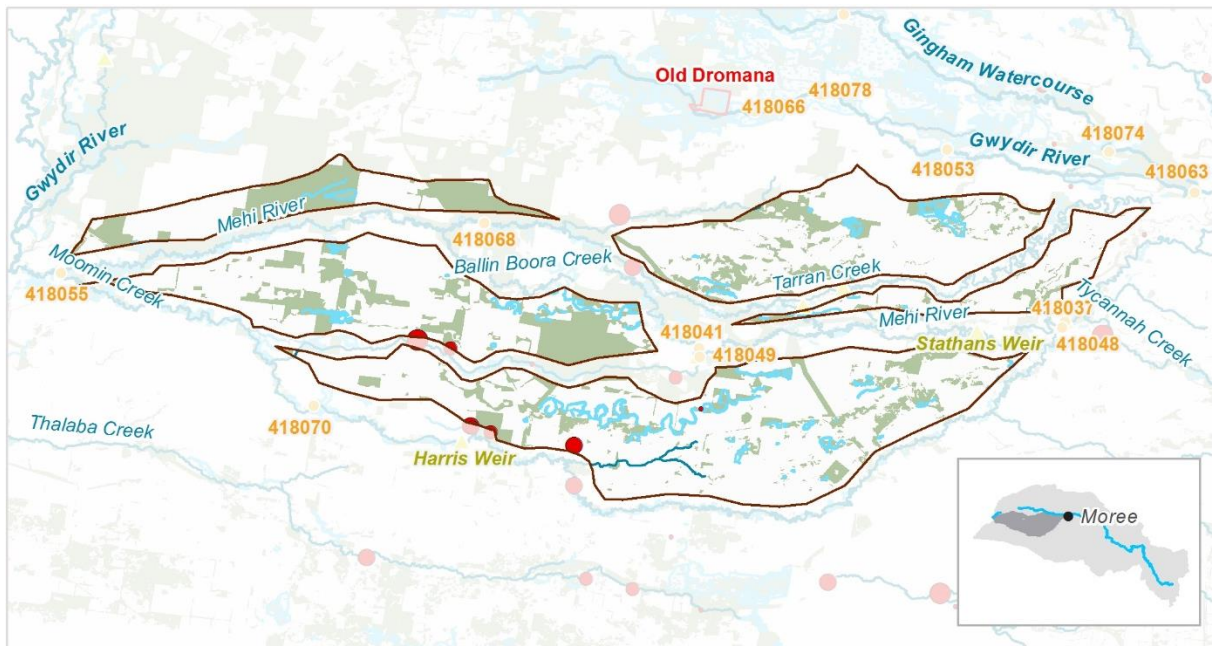 Gingham Watercourse
Old Dromana
418078
418066
418074
Gwydir River
Gwydir River
418053
418063
Mehi River
418068
Ballin Boora Creek
Moomin Creek
418055
Tarran Creek
Tycannah Creek
418037
Mehi River
418041
418049
Stathans Weir
418048
418070
Thalaba Creek
Harris Weir
Moree